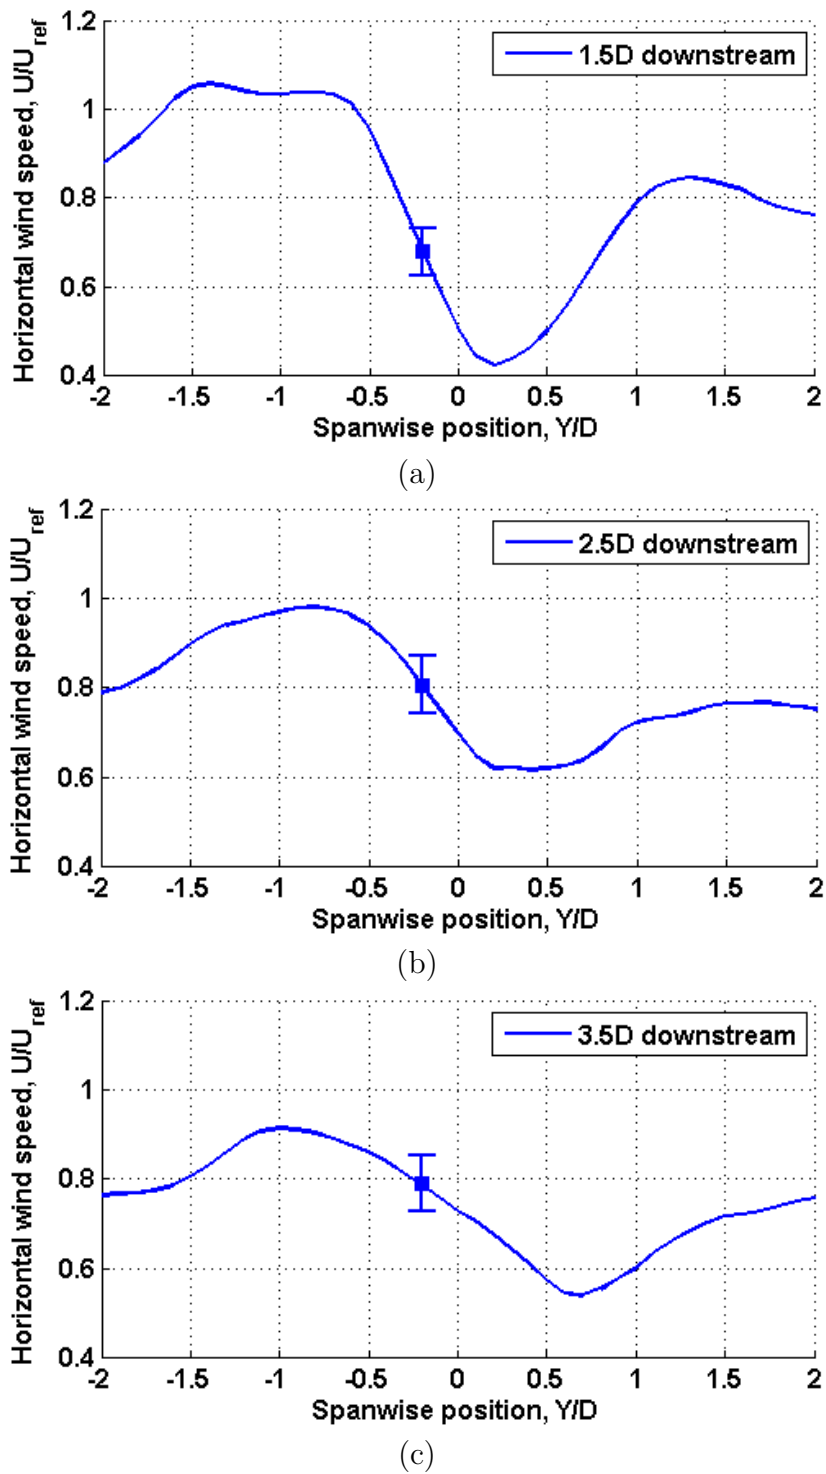 1.2
1
0.8
0.6
0.4
Horizontal wind speed, U/Uref
1.5D downstream
-2 -1.5 -1 -0.5 0 0.5 1 1.5 2
Spanwise position, Y/D
(a)
1.2
1
0.8
0.6
0.4
Horizontal wind speed, U/Uref
2.5D downstream
-2 -1.5 -1 -0.5 0 0.5 1 1.5 2
Spanwise position, Y/D
(b)
1.2
1
0.8
0.6
0.4
Horizontal wind speed, U/Uref
3.5D downstream
-2 -1.5 -1 -0.5 0 0.5 1 1.5 2
Spanwise position, Y/D
(c)